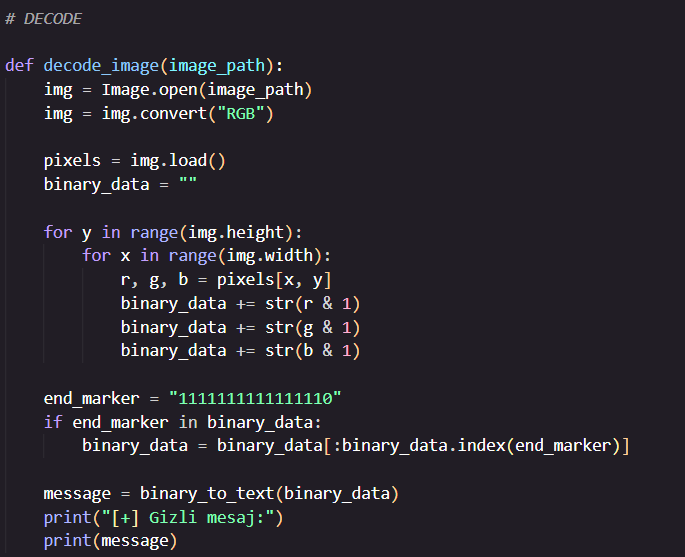 # DECODE
def decode_image(image_path):
    img = Image.open(image_path)
    img = img.convert("RGB")
    pixels = img.load()
    binary_data = ""
    for y in range(img.height):
        for x in range(img.width):
            r, g, b = pixels[x, y]
            binary_data += str(r & 1)
            binary_data += str(g & 1)
            binary_data += str(b & 1)
    end_marker = "1111111111111110"
    if end_marker in binary_data:
        binary_data = binary_data[:binary_data.index(end_marker)]
    message = binary_to_text(binary_data)
    print("[+] Gizli mesaj:")
    print(message)